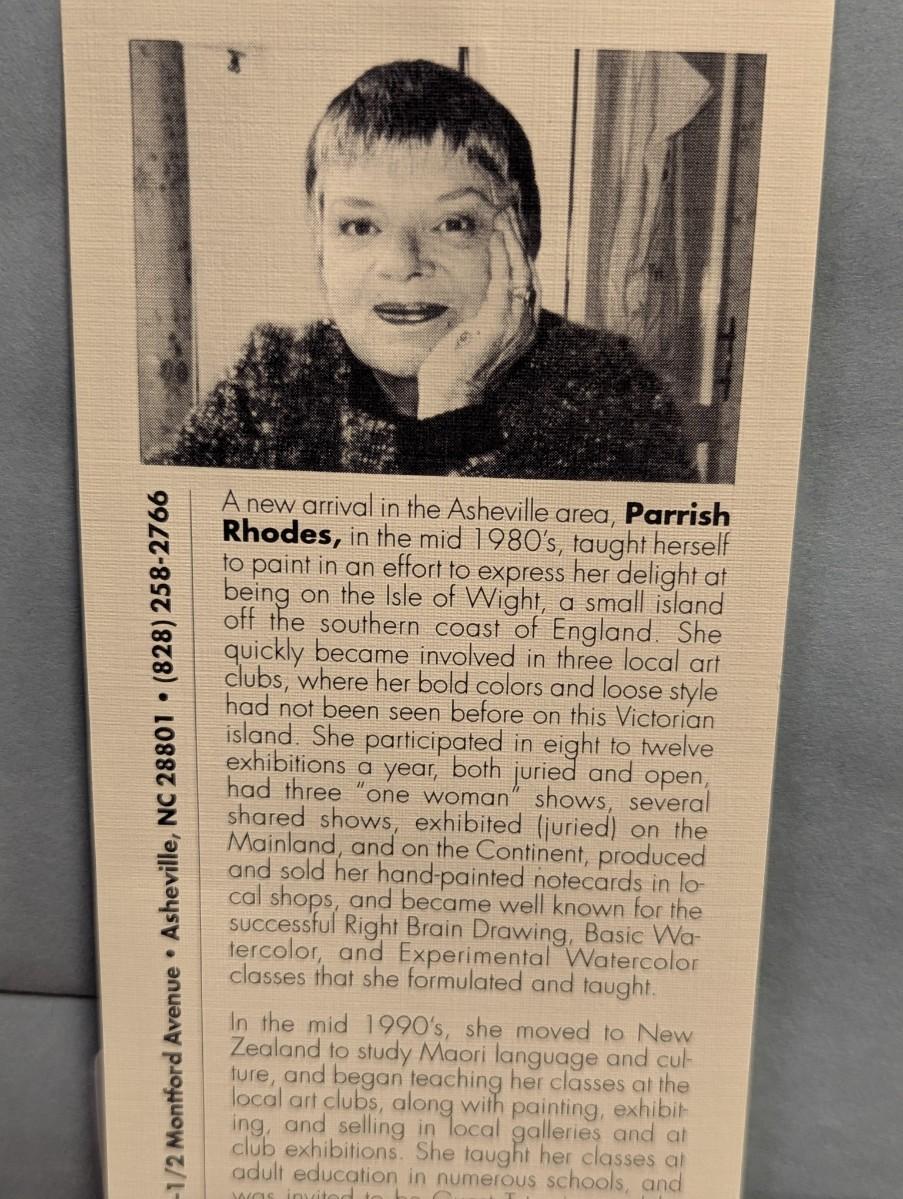 A new arrival in the Asheville area, Parrish
Rhodes, in the mid 1980's, taught herself
to paint in an effort to express her delight at
being on the Isle of Wight, a small island
off the southern coast of England. She
quickly became involved in three local art
clubs, where her bold colors and loose style
had not been seen before on this Victorian
island. She participated in eight to twelve
exhibitions a year, both juried and open,
had three "one woman" shows, several
shared shows, exhibited (juried) on the
Mainland, and on the Continent, produced
and sold her hand-painted notecards in lo-
cal shops, and became well known for the
successful Right Brain Drawing, Basic Wa-
tercolor, and Experimental Watercolor
classes that she formulated and taught.
In the mid 1990's, she moved to New
Zealand to study Maori language and cul-
ture, and began teaching her classes at the
local art clubs, along with painting, exhibit-
ing, and selling in local galleries and at
club exhibitions. She taught her classes at
adult education in numerous schools, and
was invited to be
-1/2 Montford Avenue • Asheville, NC 28801 • (828) 258-2766